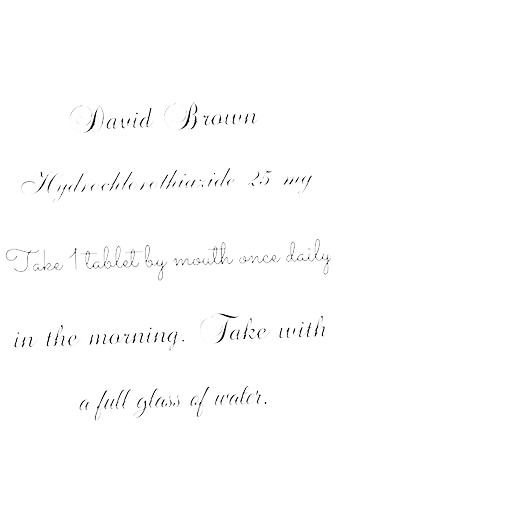 David Brown
Hydrochlorothiazide 25 mg
Take 1 tablet by mouth once daily
in the morning. Take with
a full glass of water.